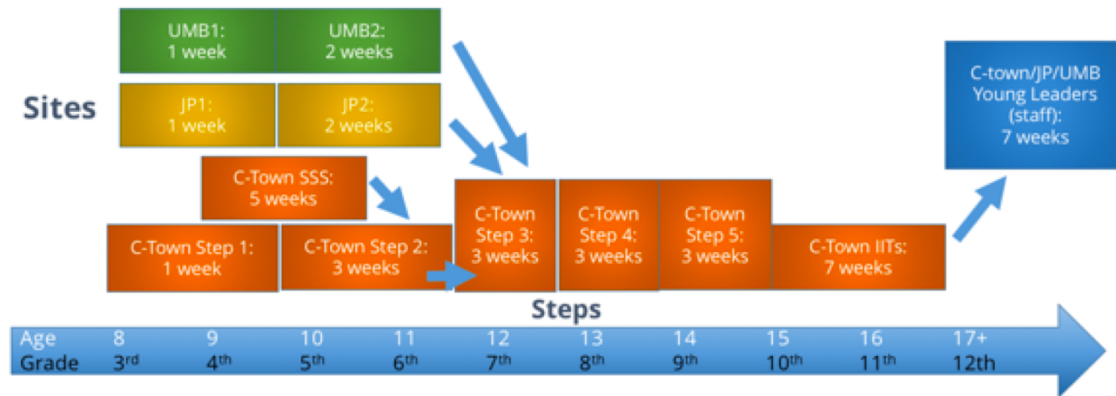 UMB1:
1 week
UMB2:
2 weeks
Sites
JP1:
1 week
JP2:
2 weeks
C-town/JP/UMB
Young Leaders
(staff):
7 weeks
C-Town SSS:
5 weeks
C-Town Step 1:
1 week
C-Town Step 2:
3 weeks
C-Town
Step 3:
3 weeks
C-Town
Step 4:
3 weeks
C-Town
Step 5:
3 weeks
C-Town IITs:
7 weeks
Steps
Age 8 9 10 11 12 13 14 15 16 17+
Grade 3rd 4th 5th 6th 7th 8th 9th 10th 11th 12th